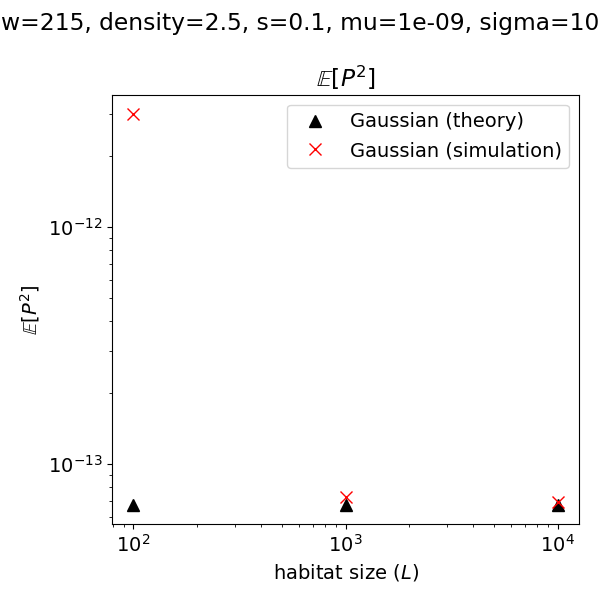 w=215, density=2.5, s=0.1, mu=1e-09, sigma=10
𝔼[P²]
Gaussian (theory)
Gaussian (simulation)
𝔼[P²]
10⁻¹²
10⁻¹³
10² 10³ 10⁴
habitat size (L)